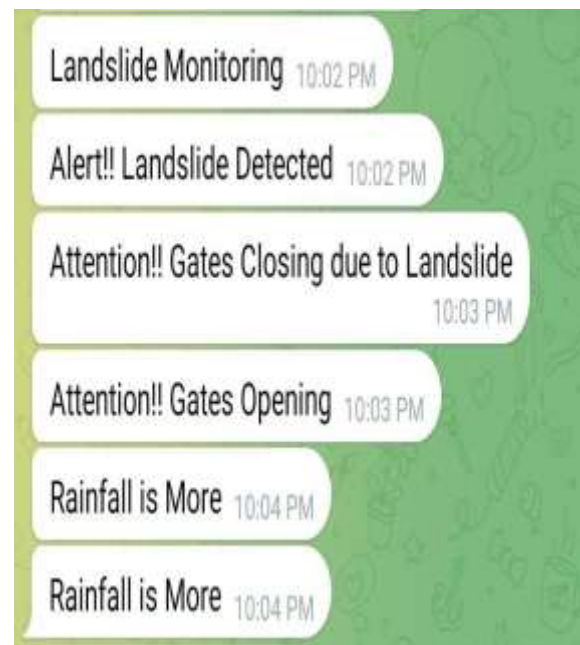 Landslide Monitoring 10:02 PM
Alert!! Landslide Detected 10:02 PM
Attention!! Gates Closing due to Landslide
10:03 PM
Attention!! Gates Opening 10:03 PM
Rainfall is More 10:04 PM
Rainfall is More 10:04 PM